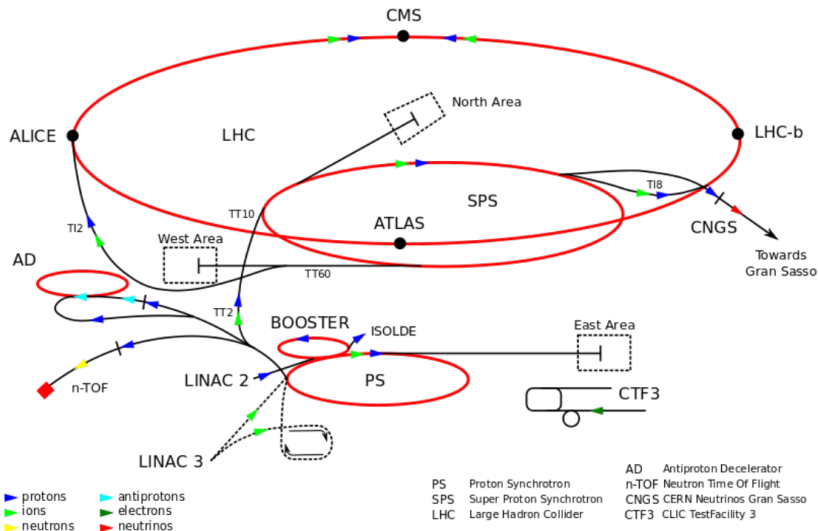 CMS
North Area
ALICE
LHC
LHC-b
TI8
SPS
TT10
ATLAS
CNGS
TI2
West Area
Towards
Gran Sasso
AD
TT60
TT2
BOOSTER
ISOLDE
East Area
LINAC 2
PS
n-TOF
CTF3
LINAC 3
protons
antiprotons
ions
electrons
neutrons
neutrinos
PS Proton Synchrotron
SPS Super Proton Synchrotron
LHC Large Hadron Collider
AD Antiproton Decelerator
n-TOF Neutron Time Of Flight
CNGS CERN Neutrinos Gran Sasso
CTF3 CLIC TestFacility 3